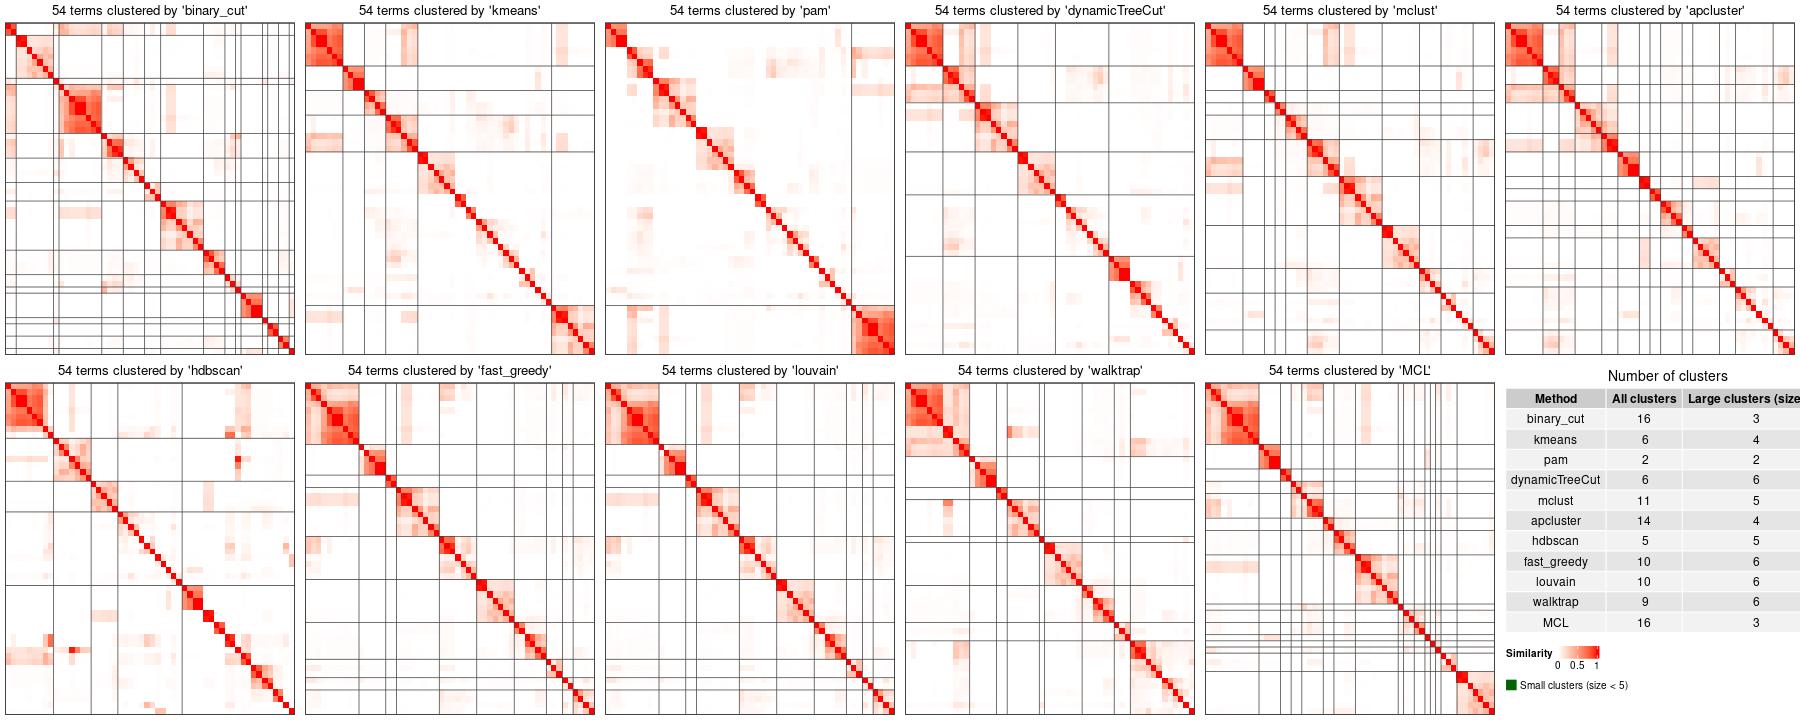 54 terms clustered by 'binary_cut'
54 terms clustered by 'kmeans'
54 terms clustered by 'pam'
54 terms clustered by 'dynamicTreeCut'
54 terms clustered by 'mclust'
54 terms clustered by 'apcluster'
54 terms clustered by 'hdbscan'
54 terms clustered by 'fast_greedy'
54 terms clustered by 'louvain'
54 terms clustered by 'walktrap'
54 terms clustered by 'MCL'
Number of clusters
Method All clusters Large clusters (size
binary_cut 16 3
kmeans 6 4
pam 2 2
dynamicTreeCut 6 6
mclust 11 5
apcluster 14 4
hdbscan 5 5
fast_greedy 10 6
louvain 10 6
walktrap 9 6
MCL 16 3
Similarity
0 0.5 1
Small clusters (size < 5)